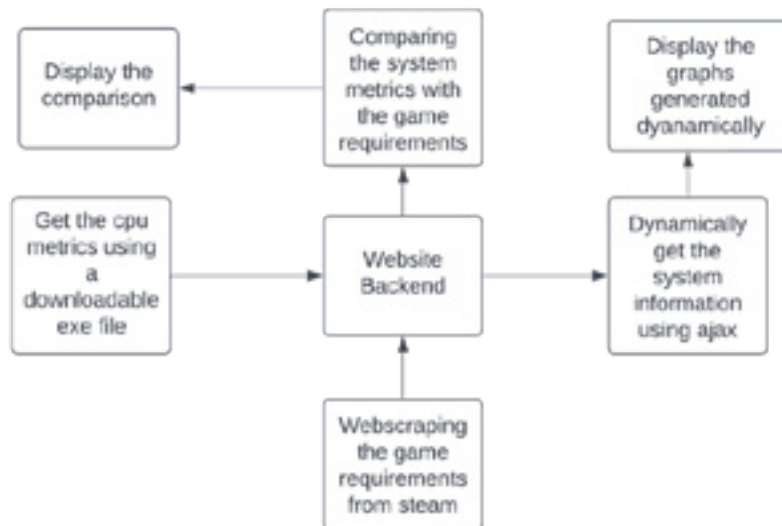 Display the
comparison
Comparing
the system
metrics with
the game
requirements
Display the
graphs
generated
dyanamically
Get the cpu
metrics using
a
downloadable
exe file
Website
Backend
Dynamically
get the
system
information
using ajax
Webscraping
the game
requirements
from steam